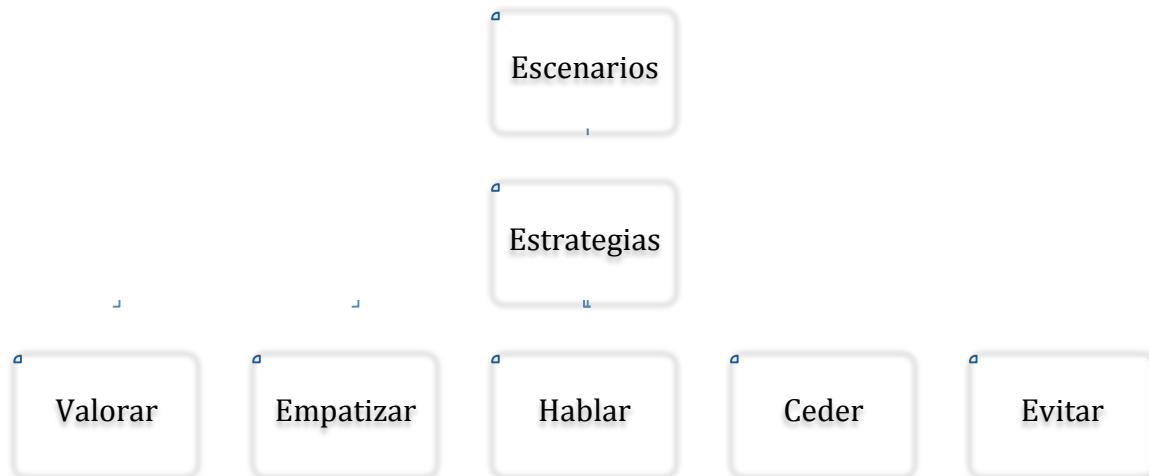 Escenarios
Estrategias
Valorar
Empatizar
Hablar
Ceder
Evitar